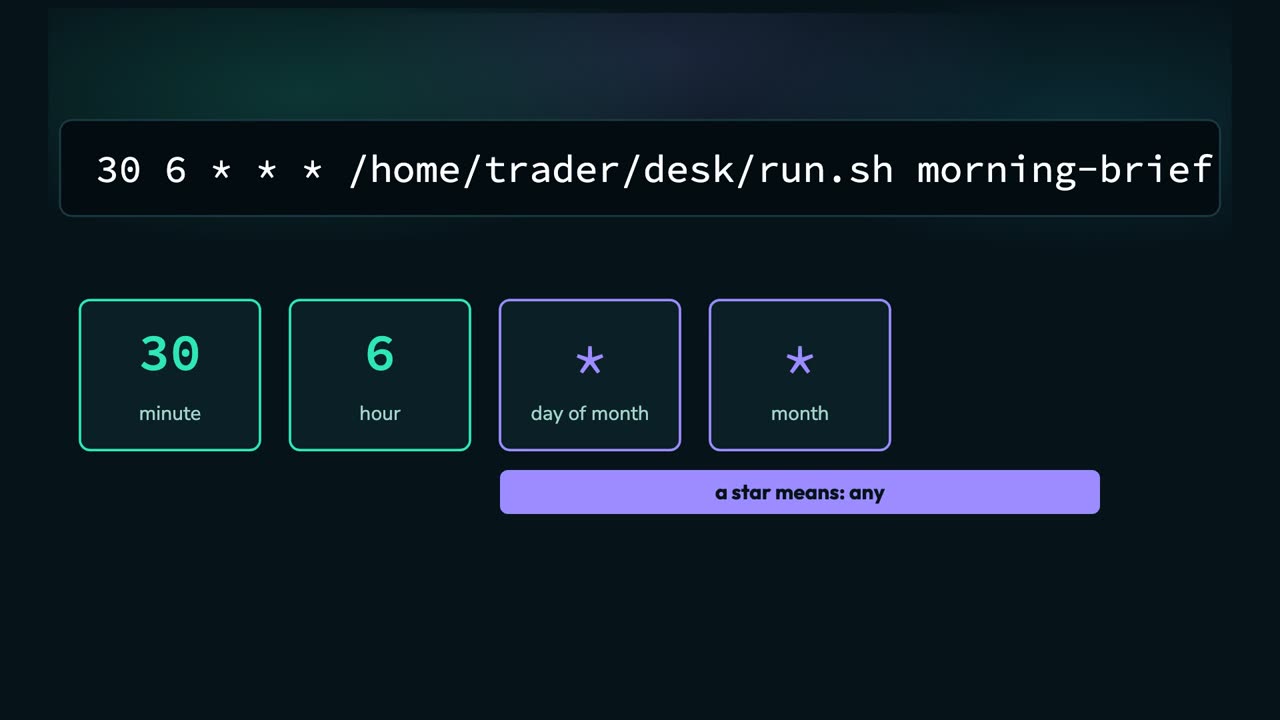 30 6 * * * /home/trader/desk/run.sh morning-brief
30 6 * *
minute hour day of month month
a star means: any